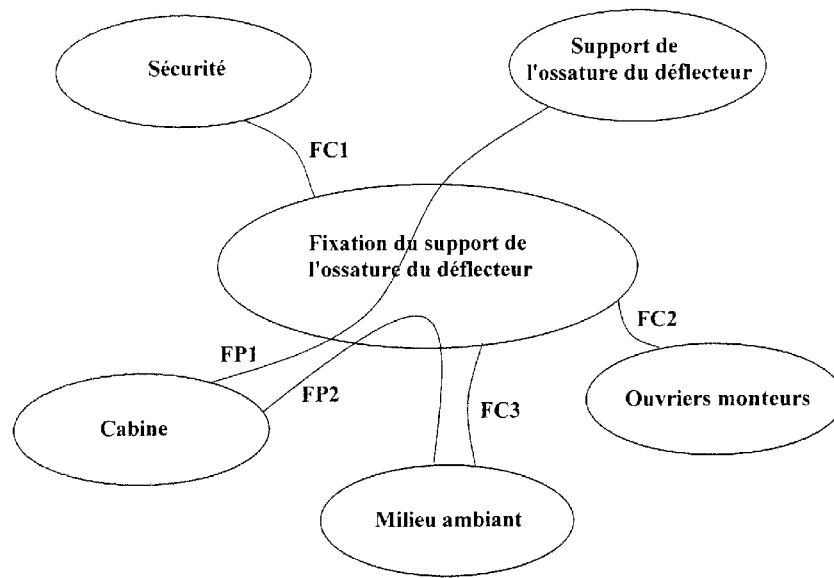 Sécurité
Support de
l'ossature du déflecteur
FC1
Fixation du support de
l'ossature du déflecteur
FC2
FP1
FP2
Ouvriers monteurs
FC3
Cabine
Milieu ambiant